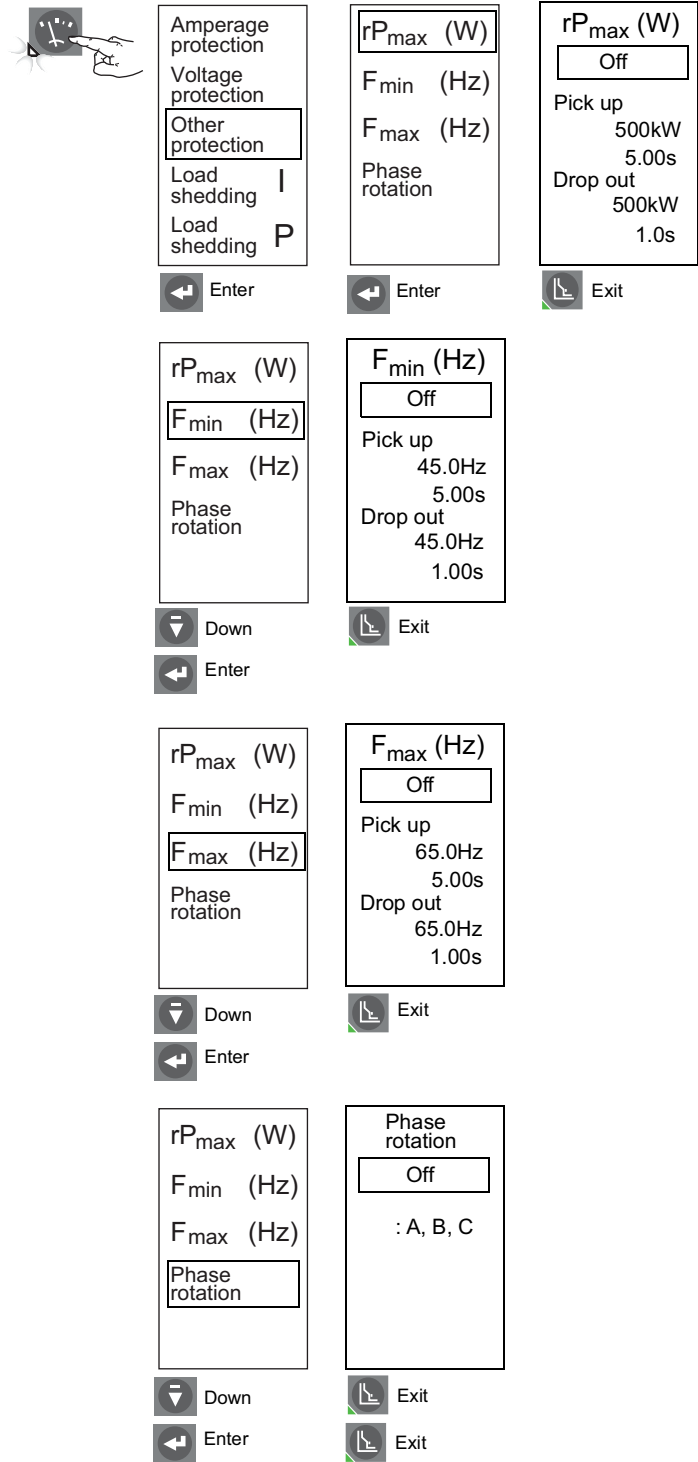 Amperage
protection
Voltage
protection
Other
protection
Load
shedding I
Load
shedding P
Enter
rPmax (W)
Fmin (Hz)
Fmax (Hz)
Phase
rotation
Enter
rPmax (W)
Off
Pick up
500kW
5.00s
Drop out
500kW
1.0s
Exit
rPmax (W)
Fmin (Hz)
Fmax (Hz)
Phase
rotation
Down
Enter
Fmin (Hz)
Off
Pick up
45.0Hz
5.00s
Drop out
45.0Hz
1.00s
Exit
rPmax (W)
Fmin (Hz)
Fmax (Hz)
Phase
rotation
Down
Enter
Fmax (Hz)
Off
Pick up
65.0Hz
5.00s
Drop out
65.0Hz
1.00s
Exit
rPmax (W)
Fmin (Hz)
Fmax (Hz)
Phase
rotation
Down
Enter
Phase
rotation
Off
: A, B, C
Exit
Exit